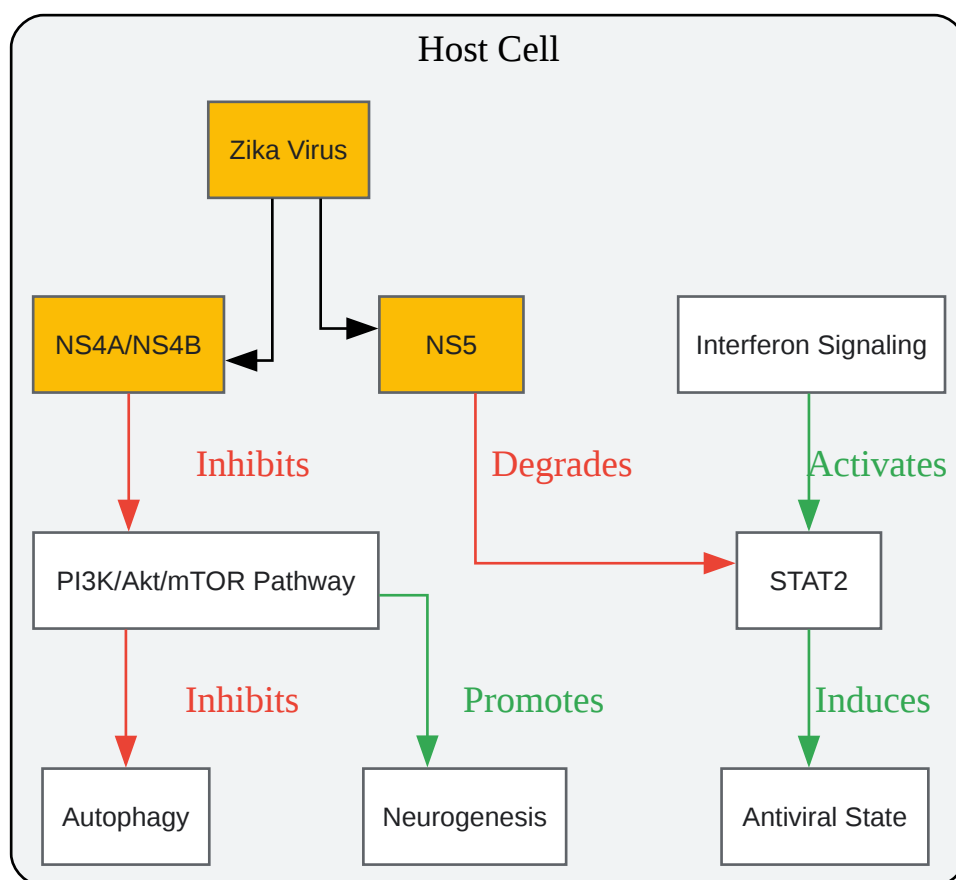 Host Cell
Zika Virus
NS4A/NS4B
NS5
Interferon Signaling
Inhibits
Degrades
Activates
PI3K/Akt/mTOR Pathway
STAT2
Inhibits
Promotes
Induces
Autophagy
Neurogenesis
Antiviral State